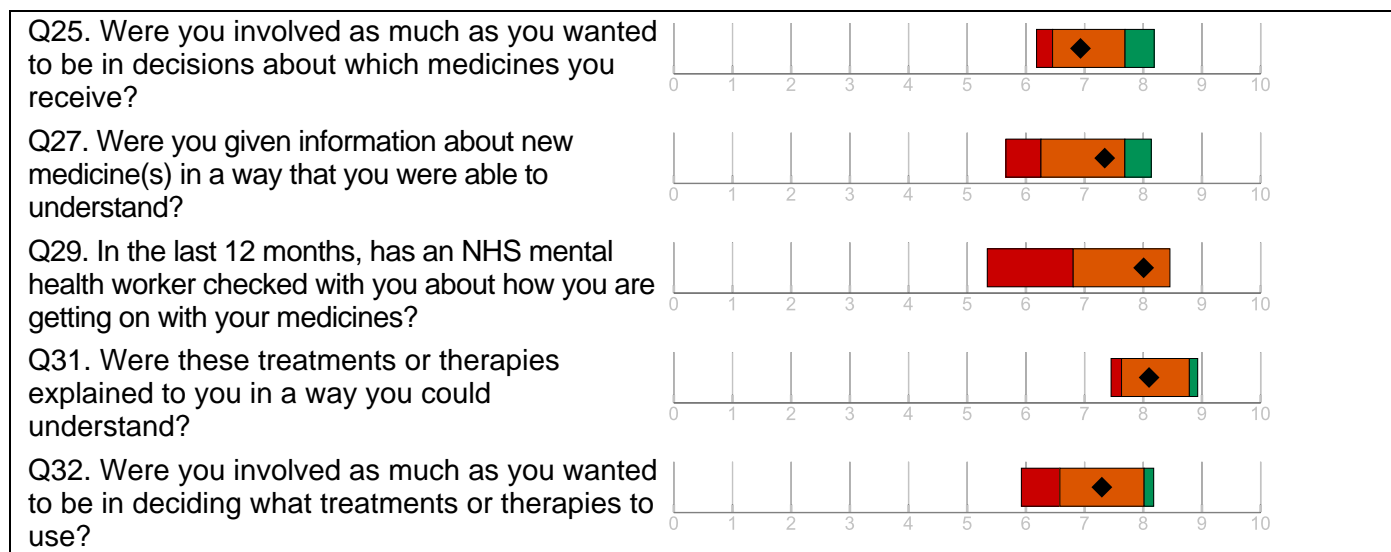 Q25. Were you involved as much as you wanted
to be in decisions about which medicines you
receive?
0 1 2 3 4 5 6 7 8 9 10
Q27. Were you given information about new
medicine(s) in a way that you were able to
understand?
0 1 2 3 4 5 6 7 8 9 10
Q29. In the last 12 months, has an NHS mental
health worker checked with you about how you are
getting on with your medicines?
0 1 2 3 4 5 6 7 8 9 10
Q31. Were these treatments or therapies
explained to you in a way you could
understand?
0 1 2 3 4 5 6 7 8 9 10
Q32. Were you involved as much as you wanted
to be in deciding what treatments or therapies to
use?
0 1 2 3 4 5 6 7 8 9 10